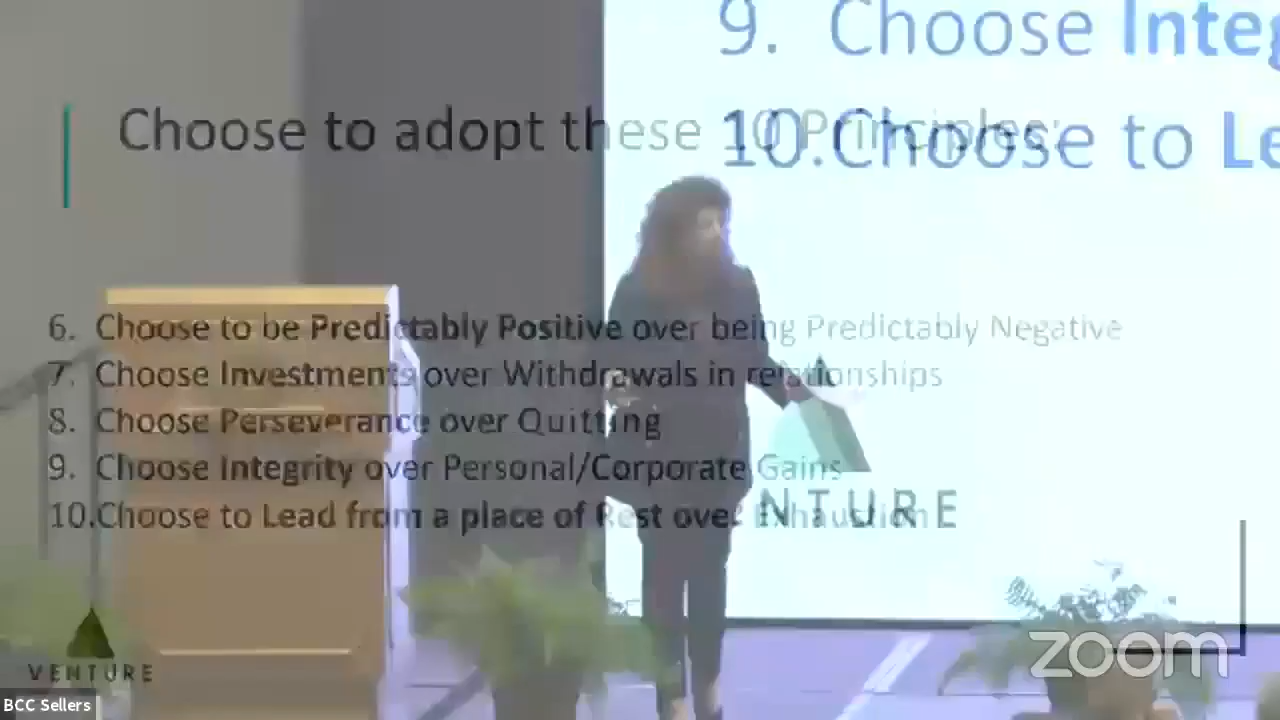 9. Choose Integ
Choose to adopt these 10 Principles:
10.Choose to Le
6. Choose to be Predictably Positive over being Predictably Negative
7. Choose Investments over Withdrawals in relationships
8. Choose Perseverance over Quitting
9. Choose Integrity over Personal/Corporate Gains
10.Choose to Lead from a place of Rest over Exhaustion
NTURE
VENTURE
zoom
BCC Sellers